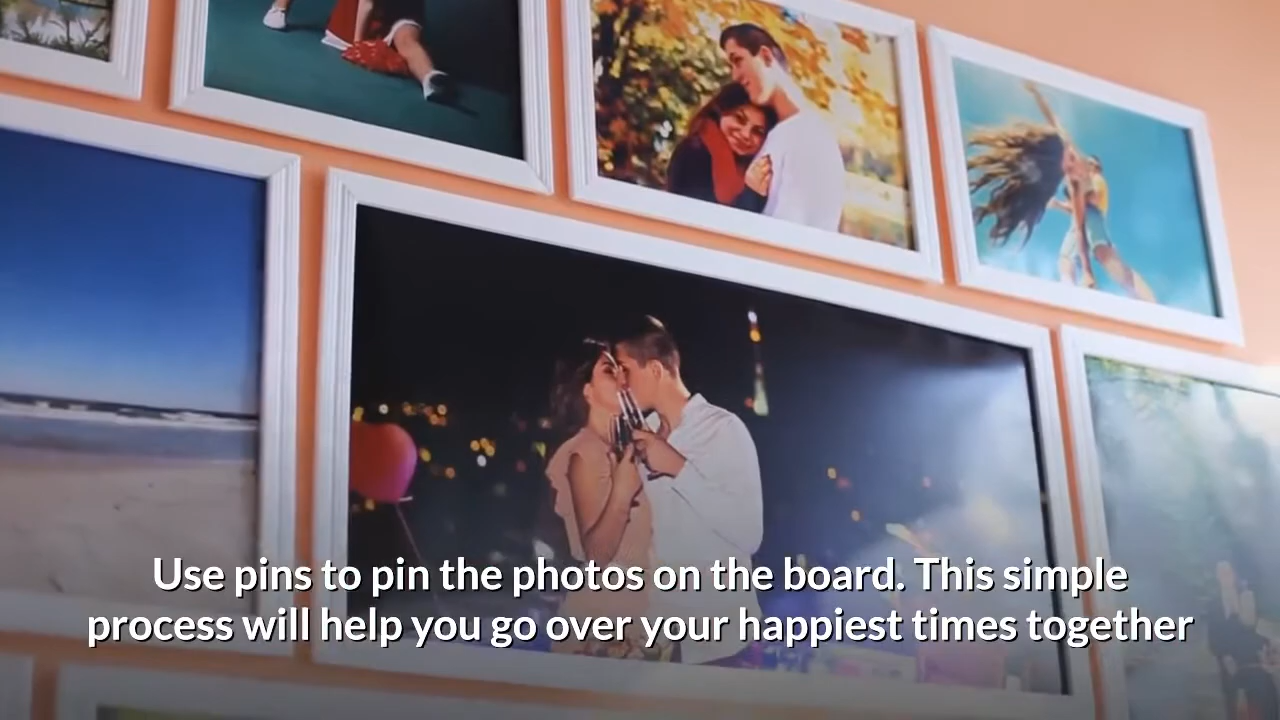 Use pins to pin the photos on the board. This simple
process will help you go over your happiest times together